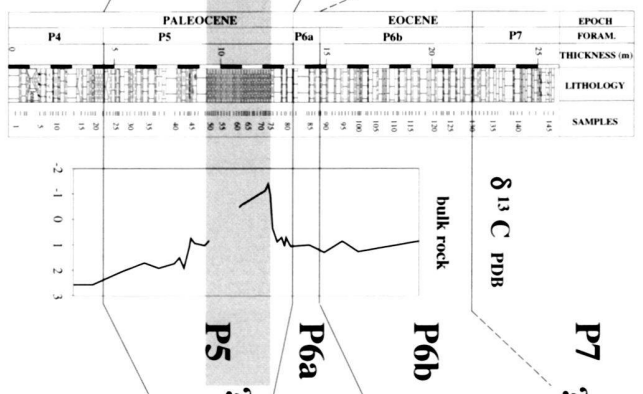 PALEOCENE EOCENE EPOCH
P4 P5 P6a P6b P7 FORAM.
0 5 10 15 20 25 THICKNESS (m)
LITHOLOGY
SAMPLES
1 5 10 15 20 25 30 35 40 45 50 55 60 65 70 75 80 85 90 95 100 105 110 115 120 125 130 135 140 145
-2
-1
0
1
2
3
bulk rock
δ 13 C PDB
P5 P6a P6b P7